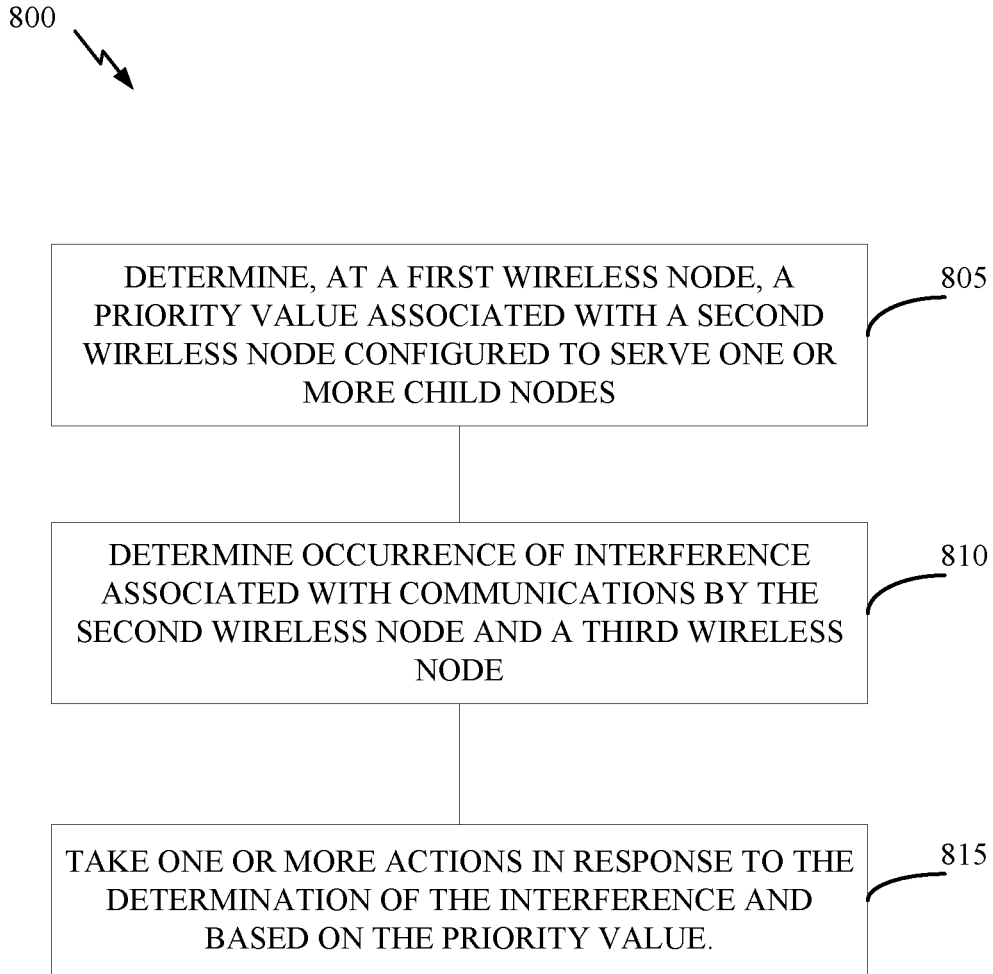 800
DETERMINE, AT A FIRST WIRELESS NODE, A
PRIORITY VALUE ASSOCIATED WITH A SECOND
WIRELESS NODE CONFIGURED TO SERVE ONE OR
MORE CHILD NODES
805
DETERMINE OCCURRENCE OF INTERFERENCE
ASSOCIATED WITH COMMUNICATIONS BY THE
SECOND WIRELESS NODE AND A THIRD WIRELESS
NODE
810
TAKE ONE OR MORE ACTIONS IN RESPONSE TO THE
DETERMINATION OF THE INTERFERENCE AND
BASED ON THE PRIORITY VALUE.
815